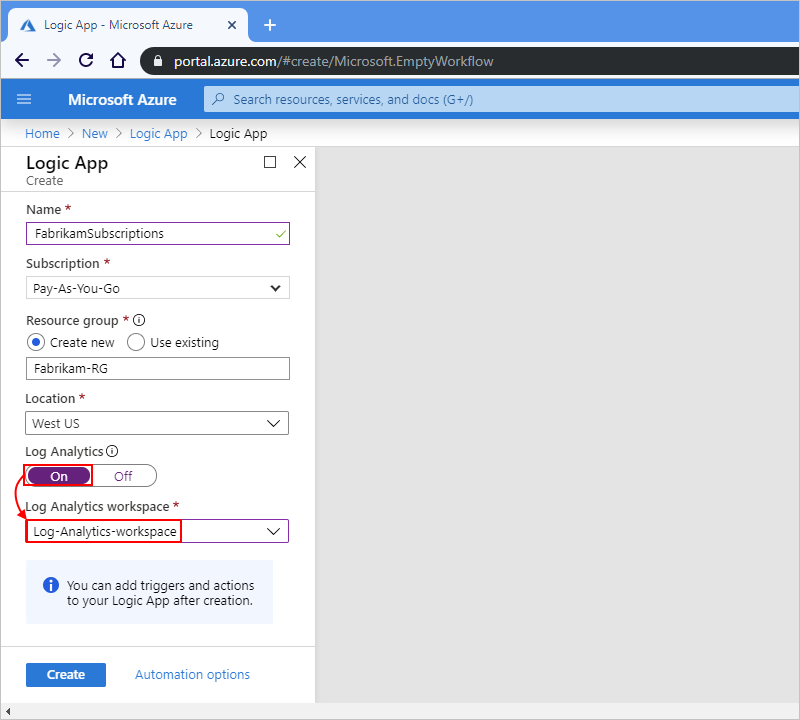 Logic App - Microsoft Azure
portal.azure.com/#create/Microsoft.EmptyWorkflow
Microsoft Azure
Search resources, services, and docs (G+/)
Home > New > Logic App > Logic App
Logic App
Create
Name *
FabrikamSubscriptions
Subscription *
Pay-As-You-Go
Resource group *
Create new Use existing
Fabrikam-RG
Location *
West US
Log Analytics
On Off
Log Analytics workspace *
Log-Analytics-workspace
You can add triggers and actions
to your Logic App after creation.
Create Automation options